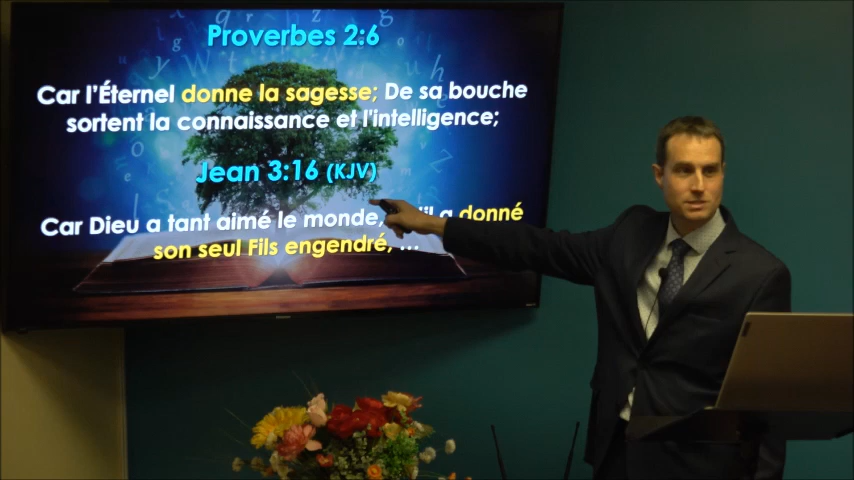 Proverbes 2:6
Car l'Éternel donne la sagesse; De sa bouche
sortent la connaissance et l'intelligence;
Jean 3:16 (KJV)
Car Dieu a tant aimé le monde, a donné
son seul Fils engendré, ...